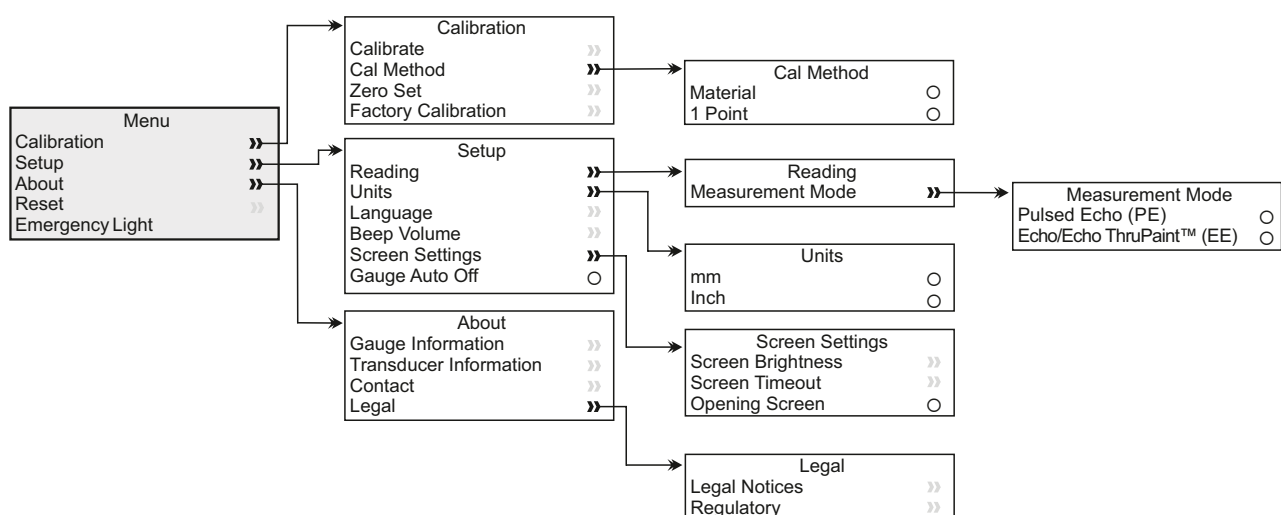 Menu
Calibration
Setup
About
Reset
Emergency Light
Calibration
Calibrate
Cal Method
Zero Set
Factory Calibration
Cal Method
Material
1 Point
Setup
Reading
Units
Language
Beep Volume
Screen Settings
Gauge Auto Off
Reading
Measurement Mode
Measurement Mode
Pulsed Echo (PE)
Echo/Echo ThruPaint™ (EE)
Units
mm
Inch
Screen Settings
Screen Brightness
Screen Timeout
Opening Screen
About
Gauge Information
Transducer Information
Contact
Legal
Legal
Legal Notices
Regulatory